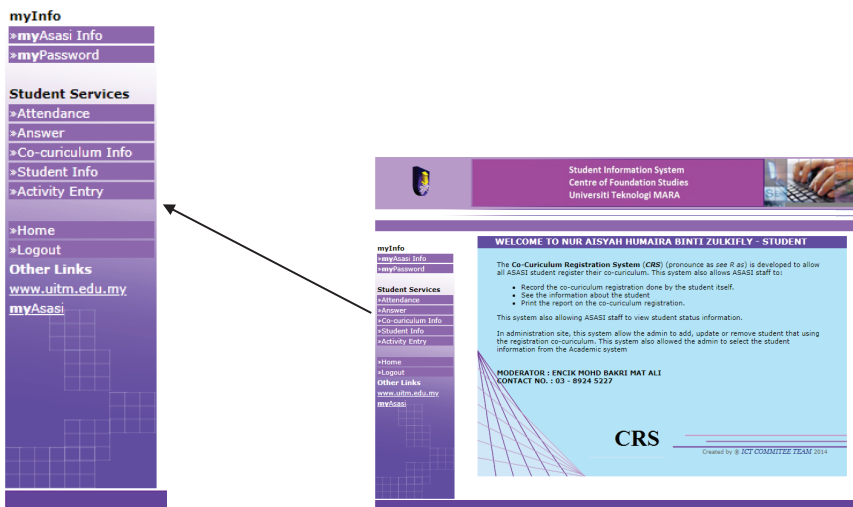 myInfo
»myAsasi Info
»myPassword
Student Services
»Attendance
»Answer
»Co-curiculum Info
»Student Info
»Activity Entry
»Home
»Logout
Other Links
www.uitm.edu.my
myAsasi
Student Information System
Centre of Foundation Studies
Universiti Teknologi MARA
myInfo
»myAsasi Info
»myPassword
Student Services
»Attendance
»Answer
»Co-curiculum Info
»Student Info
»Activity Entry
»Home
»Logout
Other Links
www.uitm.edu.my
myAsasi
WELCOME TO NUR AISYAH HUMAIRA BINTI ZULKIFLY - STUDENT
The Co-Curiculum Registration System (CRS) (pronounce as see R as) is developed to allow
all ASASI student register their co-curiculum. This system also allows ASASI staff to:
• Record the co-curiculum registration done by the student itself.
• See the information about the student
• Print the report on the co-curiculum registration.
This system also allowing ASASI staff to view student status information.
In administration site, this system allow the admin to add, update or remove student that using
the registration co-curiculum. This system also allowed the admin to select the student
information from the Academic system
MODERATOR : ENCIK MOHD BAKRI MAT ALI
CONTACT NO. : 03 - 8924 5227
CRS
Created by @ ICT COMMITEE TEAM 2014